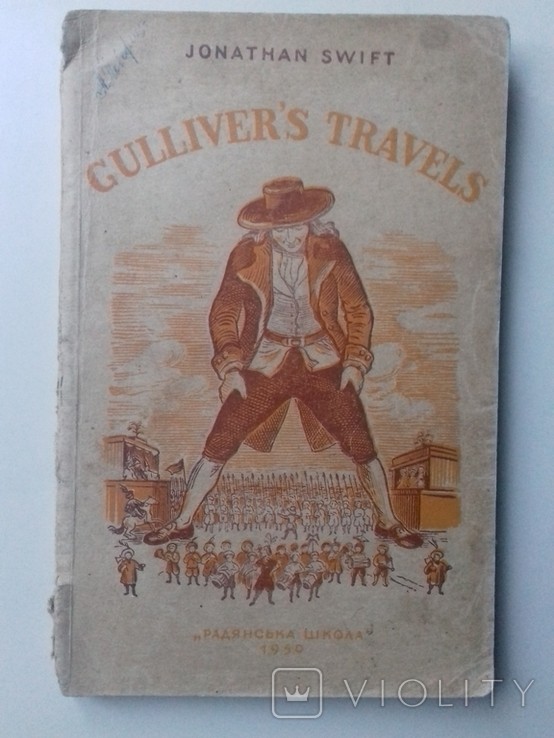 JONATHAN SWIFT
GULLIVER'S TRAVELS
„РАДЯНСЬКА ШКОЛА"
1950
VIOLITY